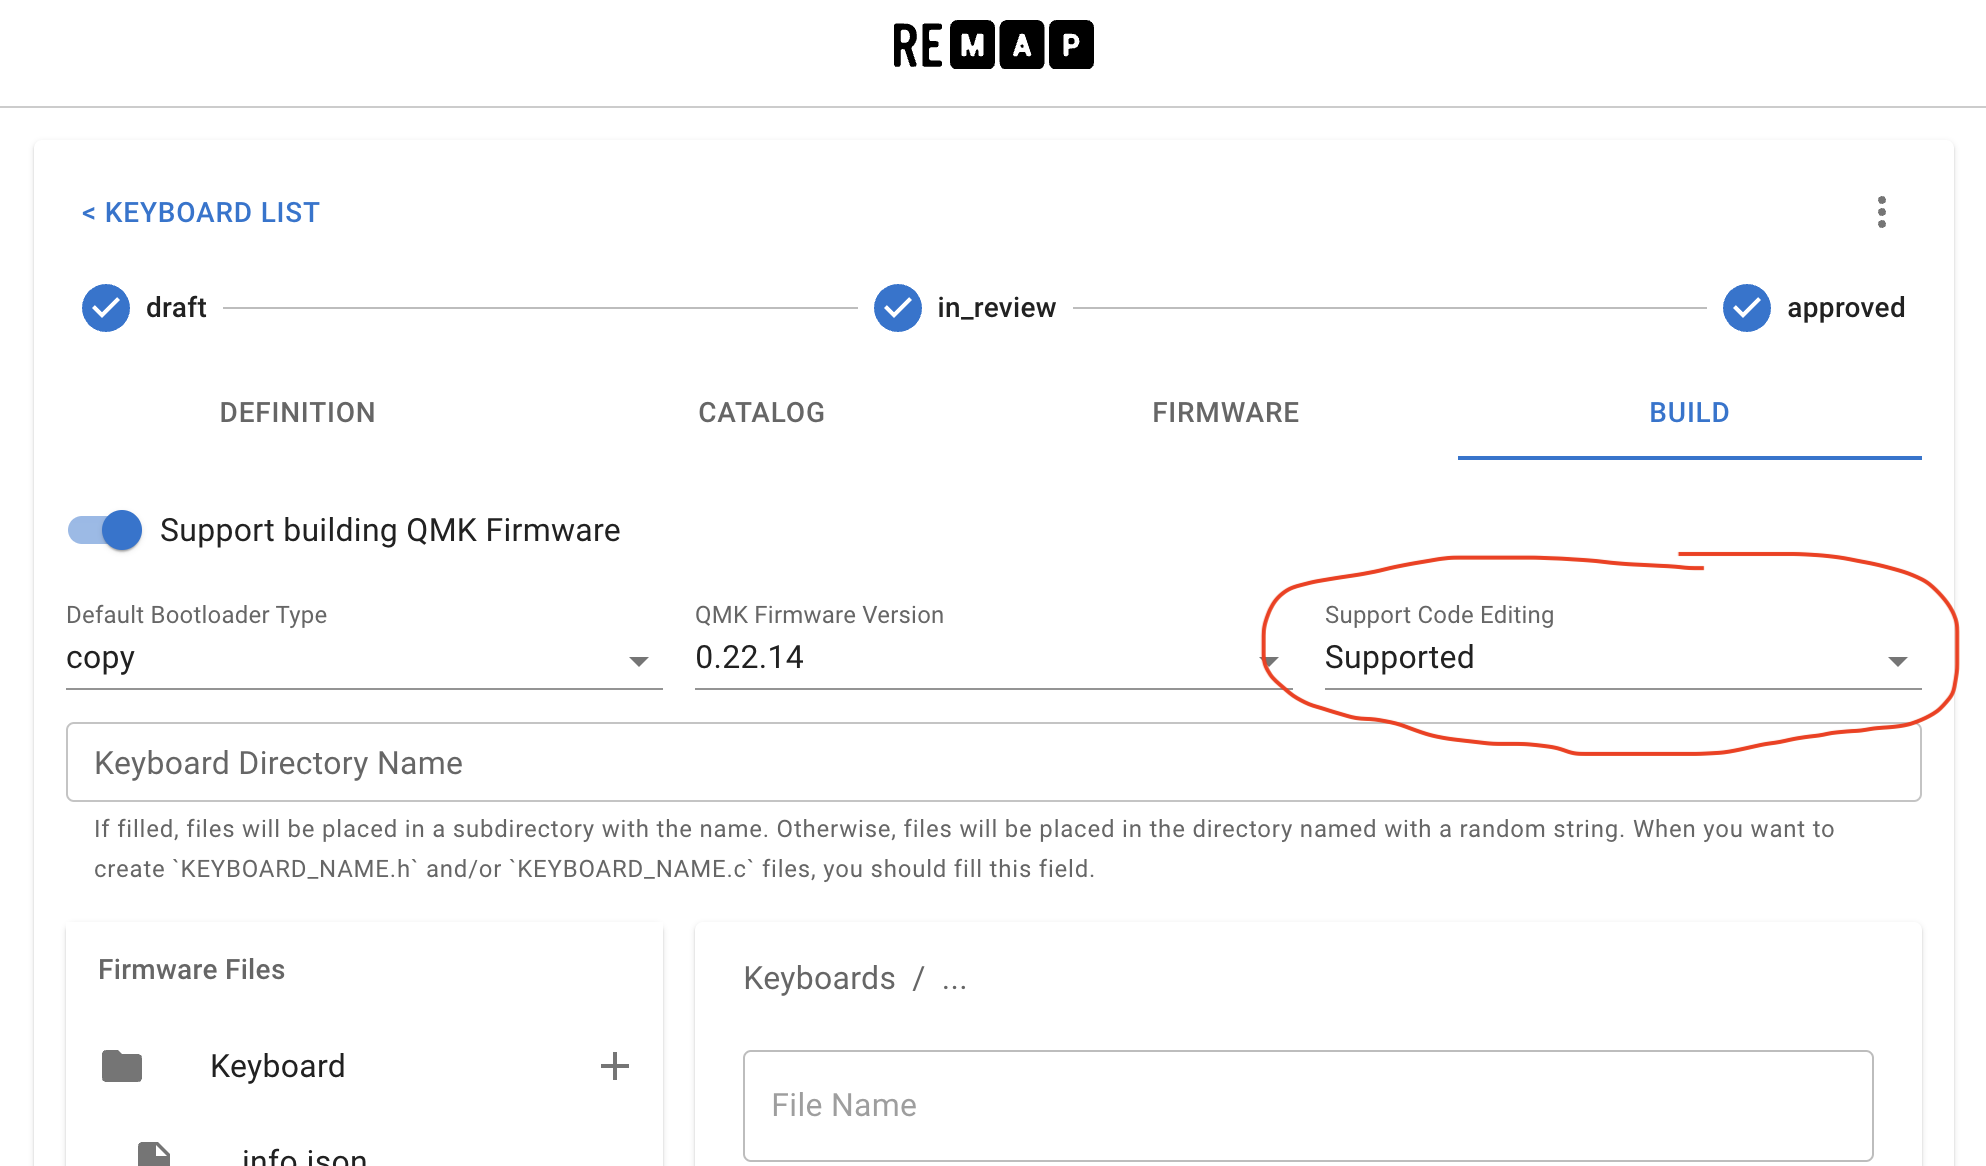 REMAP
< KEYBOARD LIST
draft in_review approved
DEFINITION CATALOG FIRMWARE BUILD
Support building QMK Firmware
Default Bootloader Type QMK Firmware Version Support Code Editing
copy 0.22.14 Supported
Keyboard Directory Name
If filled, files will be placed in a subdirectory with the name. Otherwise, files will be placed in the directory named with a random string. When you want to
create `KEYBOARD_NAME.h` and/or `KEYBOARD_NAME.c` files, you should fill this field.
Firmware Files
Keyboard
info.json
Keyboards / ...
File Name